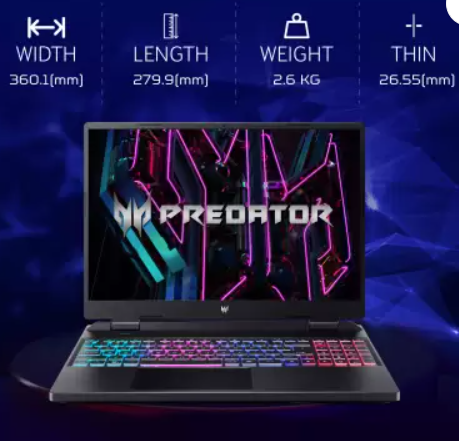 WIDTH
360.1(mm)
LENGTH
279.9(mm)
WEIGHT
2.6 KG
THIN
26.55(mm)
PREDATOR